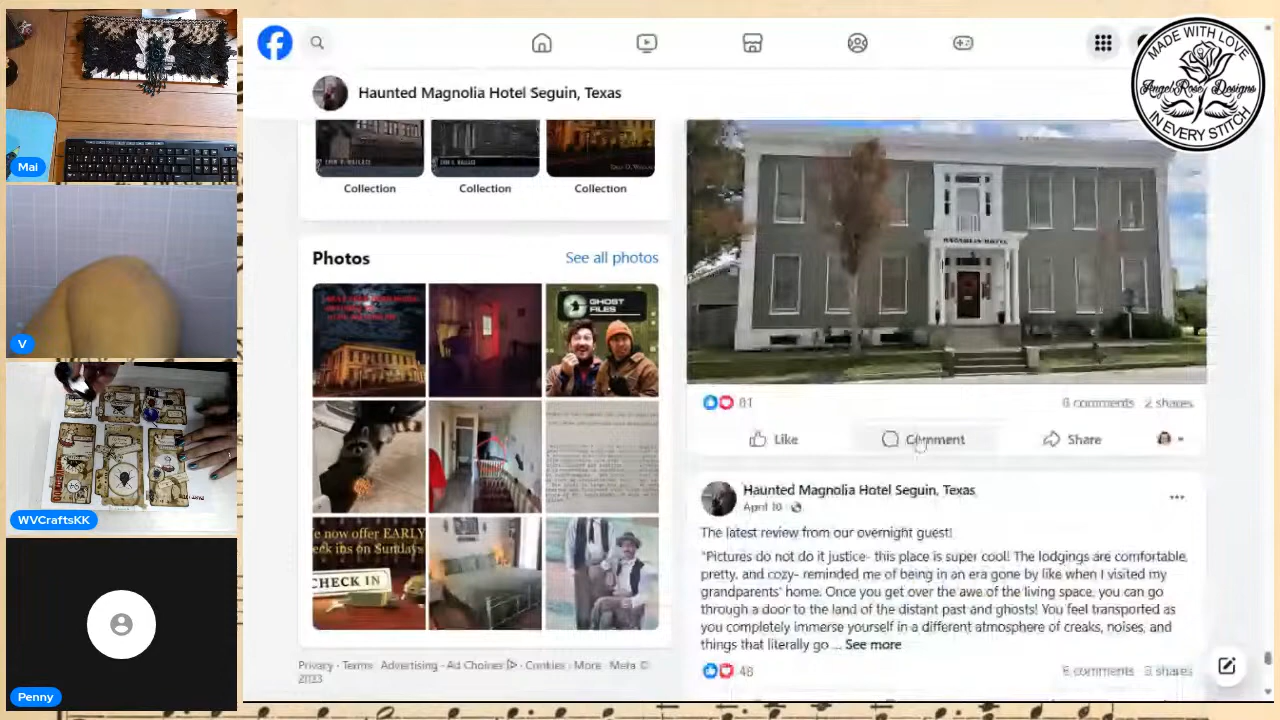 Mai
V
WVCraftsKK
Penny
Haunted Magnolia Hotel Seguin, Texas
MADE WITH LOVE
AngelRose Designs
IN EVERY STITCH
Collection
Collection
Collection
Photos
See all photos
GHOST
FILES
e now offer EARLY
eck ins on Sundays
CHECK IN
Privacy · Terms · Advertising · Ad Choices · Cookies · More · Meta ©
MAGNOLIA HOTEL
81
6 comments 2 shares
Like
Comment
Share
Haunted Magnolia Hotel Seguin, Texas
April 10
The latest review from our overnight guest!
"Pictures do not do it justice- this place is super cool! The lodgings are comfortable,
pretty, and cozy- reminded me of being in an era gone by like when I visited my
grandparents' home. Once you get over the awe of the living space, you can go
through a door to the land of the distant past and ghosts! You feel transported as
you completely immerse yourself in a different atmosphere of creaks, noises, and
things that literally go ... See more
48
comments shares